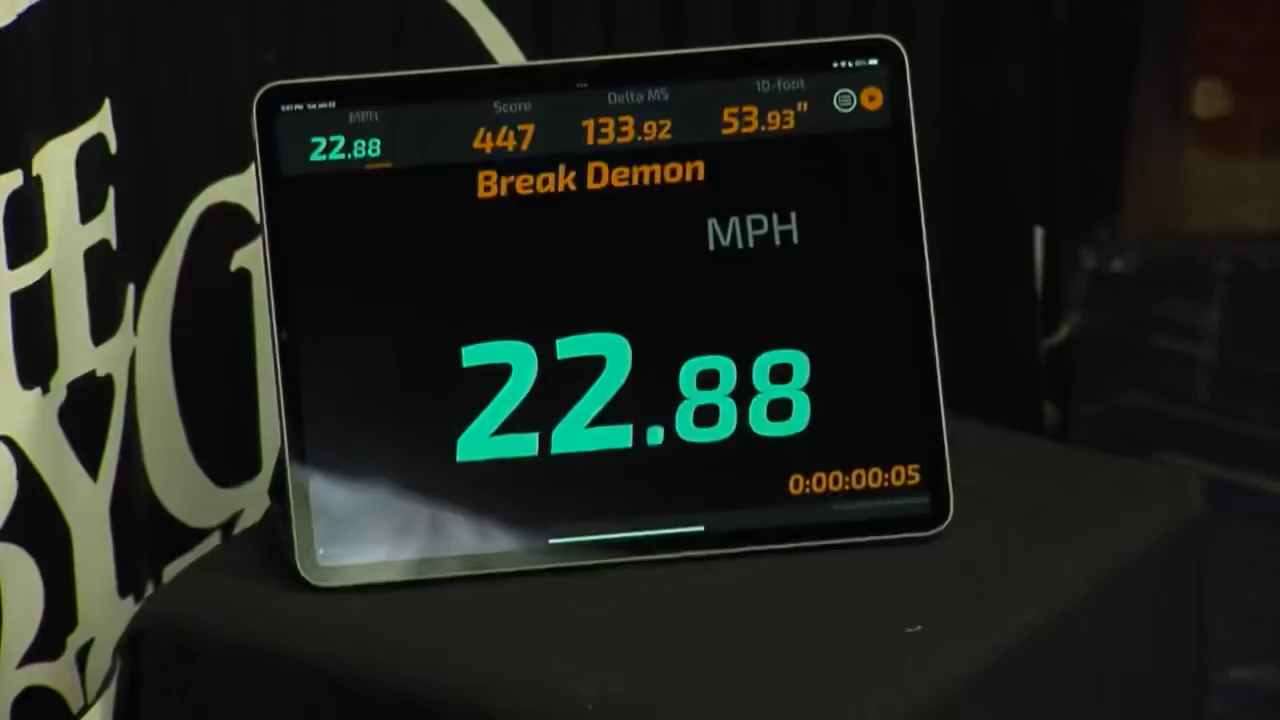 MPH Score Delta MS 10-foot
22.88 447 133.92 53.93"
Break Demon
MPH
22.88
0:00:00:05